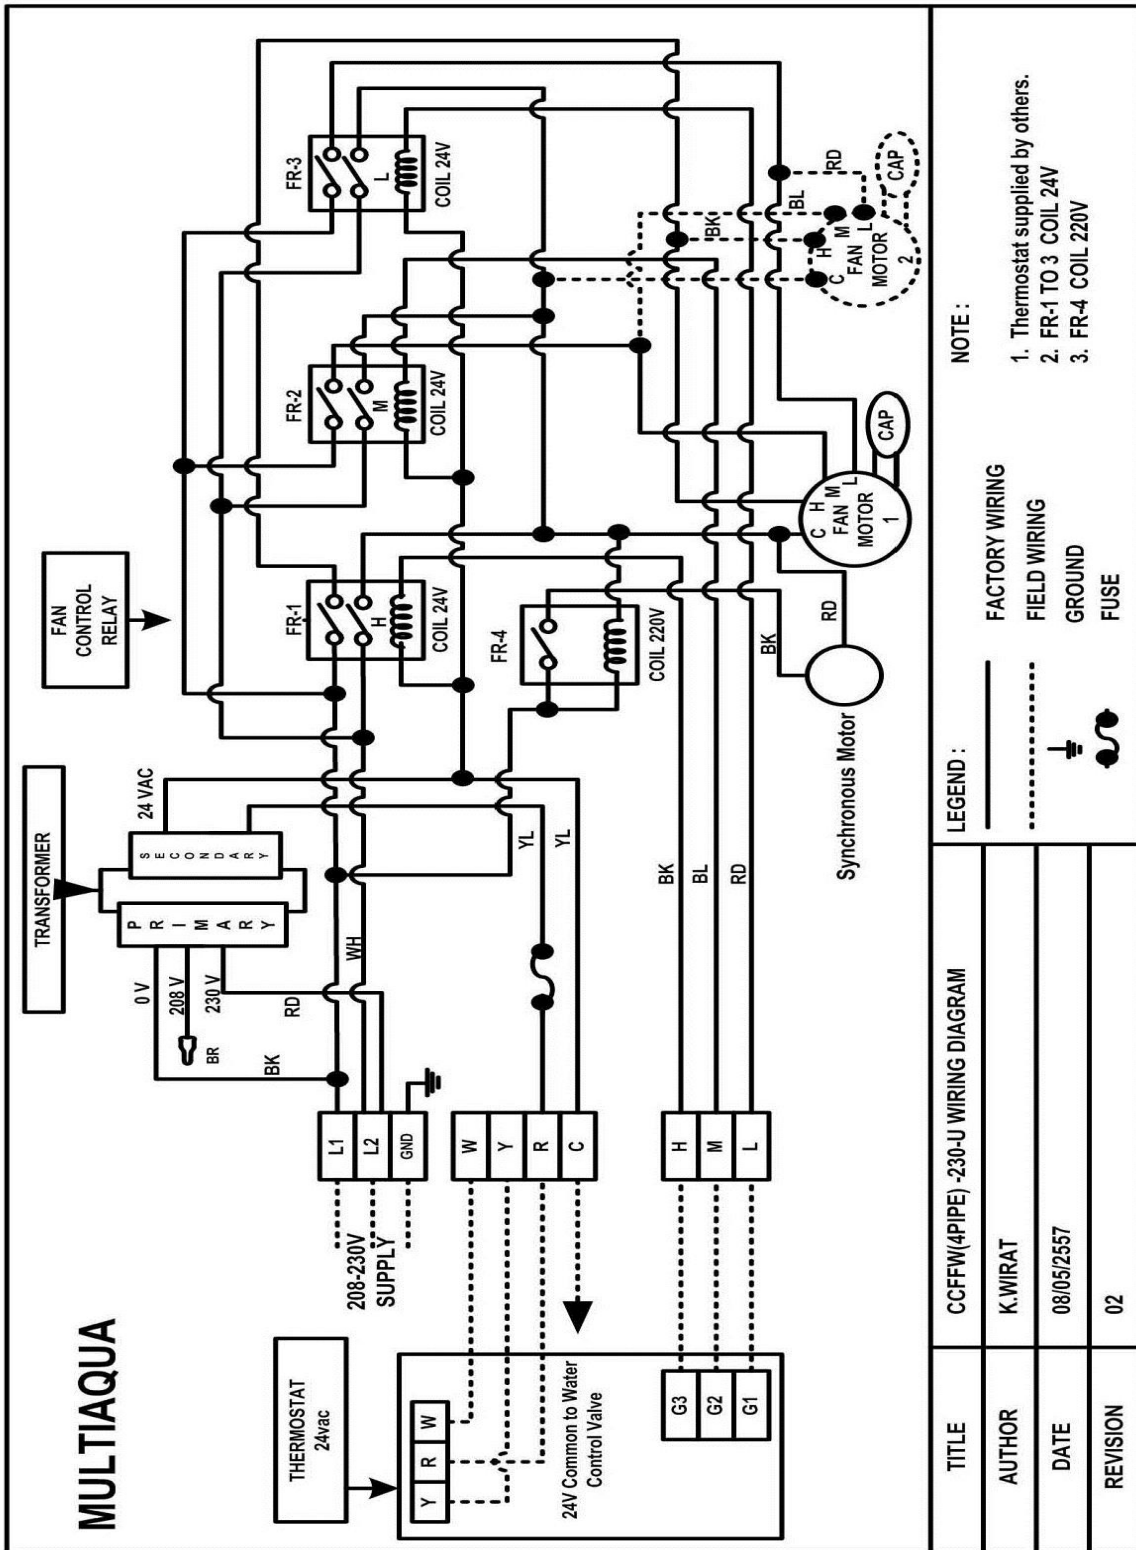 MULTIAQUA
TRANSFORMER
FAN
CONTROL
RELAY
THERMOSTAT
24vac
PRIMARY
SECONDARY
24 VAC
0 V
208 V
230 V
BR
BK
RD
WH
FR-1
H
COIL 24V
FR-2
M
COIL 24V
FR-3
L
COIL 24V
FR-4
COIL 220V
L1
L2
GND
208-230V
SUPPLY
W
Y
R
C
YL
YL
H
M
L
BK
BL
RD
Y
R
W
24V Common to Water
Control Valve
G3
G2
G1
Synchronous Motor
BK
RD
C
H
M
L
FAN
MOTOR
1
CAP
C
H
M
L
FAN
MOTOR
2
CAP
BK
BL
RD
LEGEND :
FACTORY WIRING
FIELD WIRING
GROUND
FUSE
NOTE :
1. Thermostat supplied by others.
2. FR-1 TO 3 COIL 24V
3. FR-4 COIL 220V
TITLE CCFFW(4PIPE) -230-U WIRING DIAGRAM
AUTHOR K.WIRAT
DATE 08/05/2557
REVISION 02